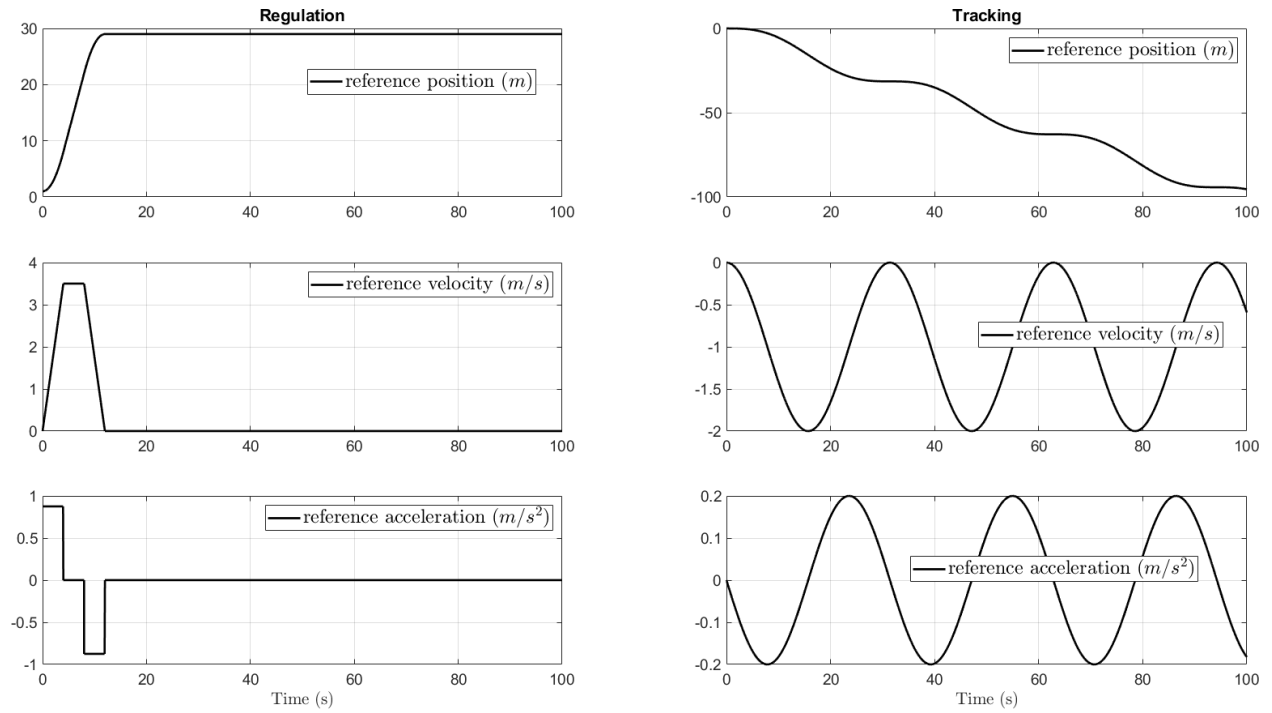 Regulation
30
20
10
0
reference position (m)
0 20 40 60 80 100
4
3
2
1
0
reference velocity (m/s)
0 20 40 60 80 100
1
0.5
0
-0.5
-1
reference acceleration (m/s²)
0 20 40 60 80 100
Time (s)
Tracking
0
-50
-100
reference position (m)
0 20 40 60 80 100
0
-0.5
-1
-1.5
-2
reference velocity (m/s)
0 20 40 60 80 100
0.2
0.1
0
-0.1
-0.2
reference acceleration (m/s²)
0 20 40 60 80 100
Time (s)